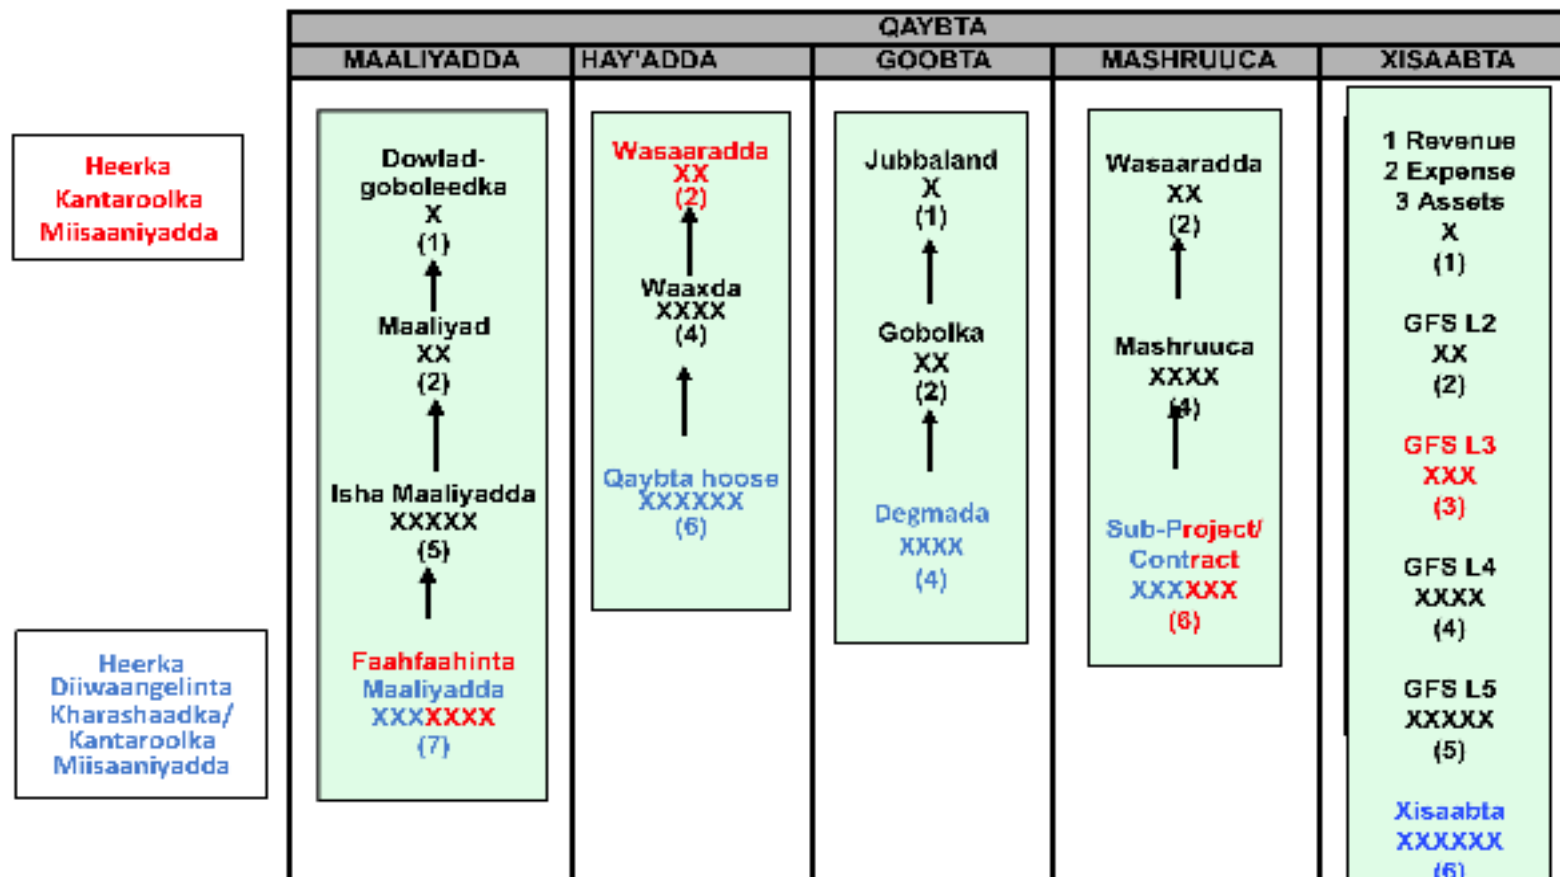 QAYBTA
MAALIYADDA
HAY'ADDA
GOOBTA
MASHRUUCA
XISAABTA
Heerka
Kantaroolka
Miisaaniyadda
Heerka
Diiwaangelinta
Kharashaadka/
Kantaroolka
Miisaaniyadda
Dowlad-
goboleedka
X
(1)
Maaliyad
XX
(2)
Isha Maaliyadda
XXXXX
(5)
Faahfaahinta
Maaliyadda
XXXXXXX
(7)
Wasaaradda
XX
(2)
Waaxda
XXXX
(4)
Qaybta hoose
XXXXXX
(6)
Jubbaland
X
(1)
Gobolka
XX
(2)
Degmada
XXXX
(4)
Wasaaradda
XX
(2)
Mashruuca
XXXX
(4)
Sub-Project/
Contract
XXXXXX
(6)
1 Revenue
2 Expense
3 Assets
X
(1)
GFS L2
XX
(2)
GFS L3
XXX
(3)
GFS L4
XXXX
(4)
GFS L5
XXXXX
(5)
Xisaabta
XXXXXX
(6)